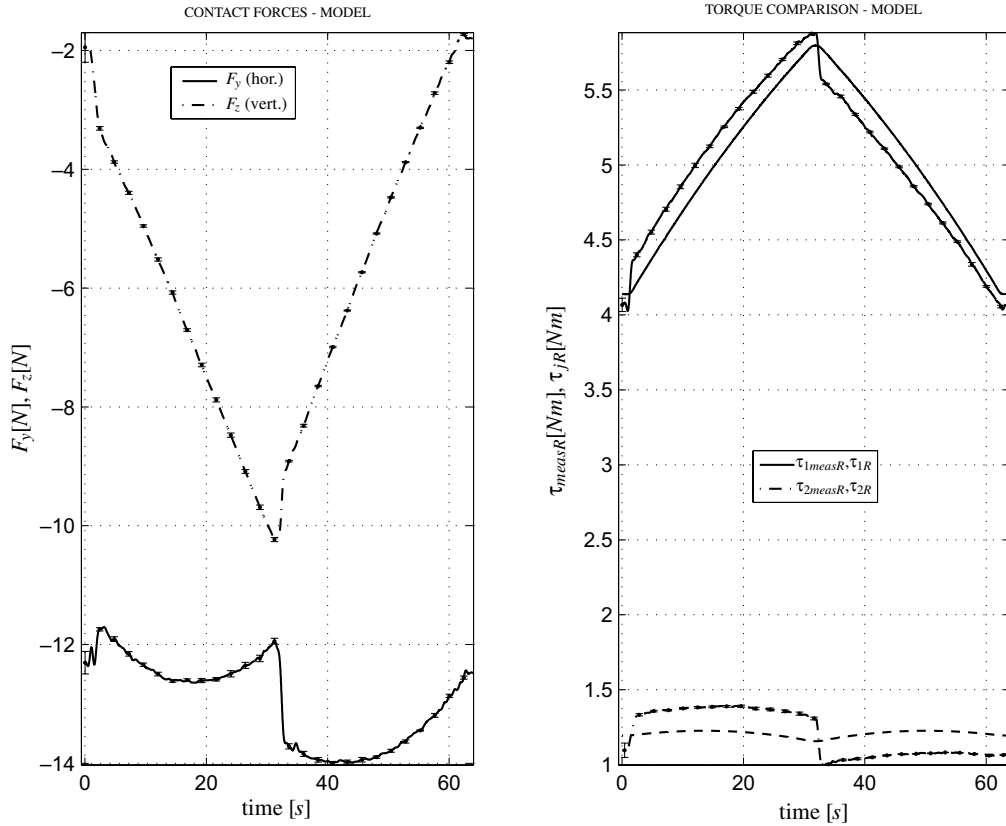 CONTACT FORCES - MODEL
−2
−4
−6
−8
−10
−12
−14
F_y[N], F_z[N]
F_y (hor.)
F_z (vert.)
0
20
40
60
time [s]
TORQUE COMPARISON - MODEL
5.5
5
4.5
4
3.5
3
2.5
2
1.5
1
τ_measR[Nm], τ_jR[Nm]
τ_1measR,τ_1R
τ_2measR,τ_2R
0
20
40
60
time [s]